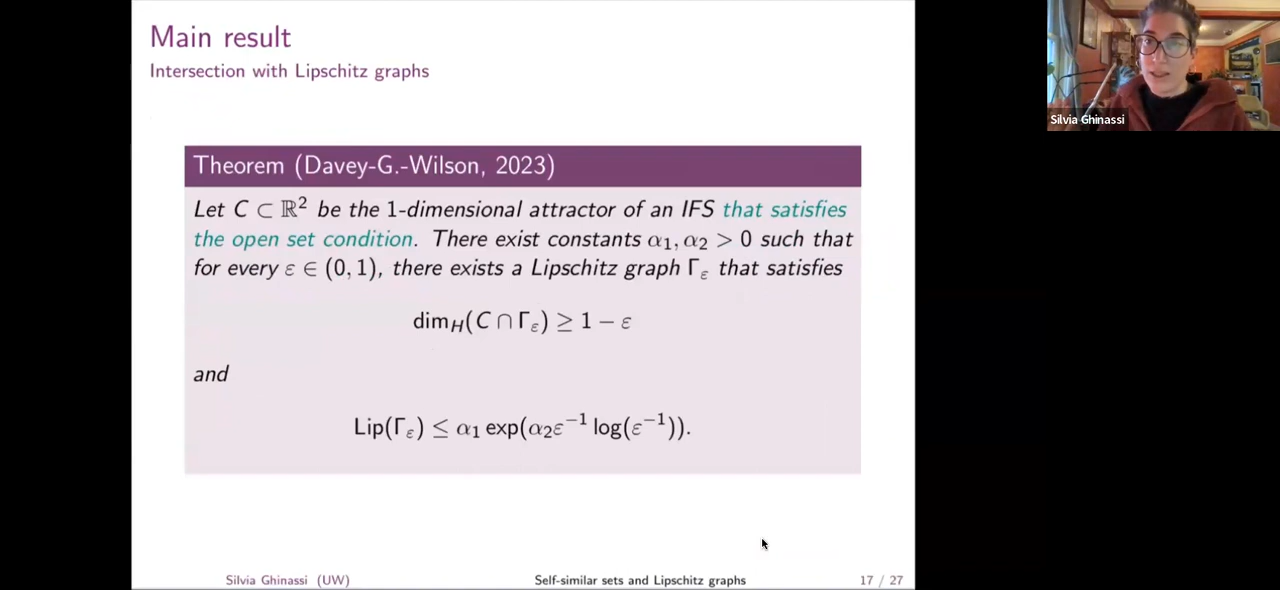 Main result
Intersection with Lipschitz graphs
Silvia Ghinassi
Theorem (Davey-G.-Wilson, 2023)
Let C ⊂ ℝ² be the 1-dimensional attractor of an IFS that satisfies
the open set condition. There exist constants α₁, α₂ > 0 such that
for every ε ∈ (0, 1), there exists a Lipschitz graph Γ_ε that satisfies
dim_H(C ∩ Γ_ε) ≥ 1 − ε
and
Lip(Γ_ε) ≤ α₁ exp(α₂ε⁻¹ log(ε⁻¹)).
Silvia Ghinassi (UW) Self-similar sets and Lipschitz graphs 17 / 27